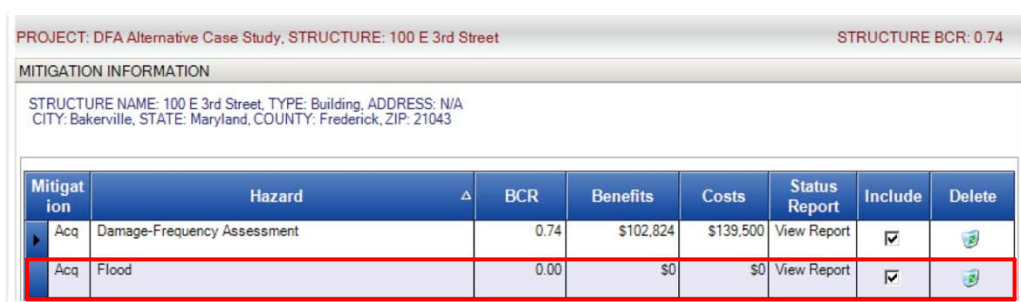 PROJECT: DFA Alternative Case Study, STRUCTURE: 100 E 3rd Street STRUCTURE BCR: 0.74
MITIGATION INFORMATION
STRUCTURE NAME: 100 E 3rd Street, TYPE: Building, ADDRESS: N/A
CITY: Bakerville, STATE: Maryland, COUNTY: Frederick, ZIP: 21043
Mitigat ion Hazard BCR Benefits Costs Status Report Include Delete
Acq Damage-Frequency Assessment 0.74 $102,824 $139,500 View Report
Acq Flood 0.00 $0 $0 View Report